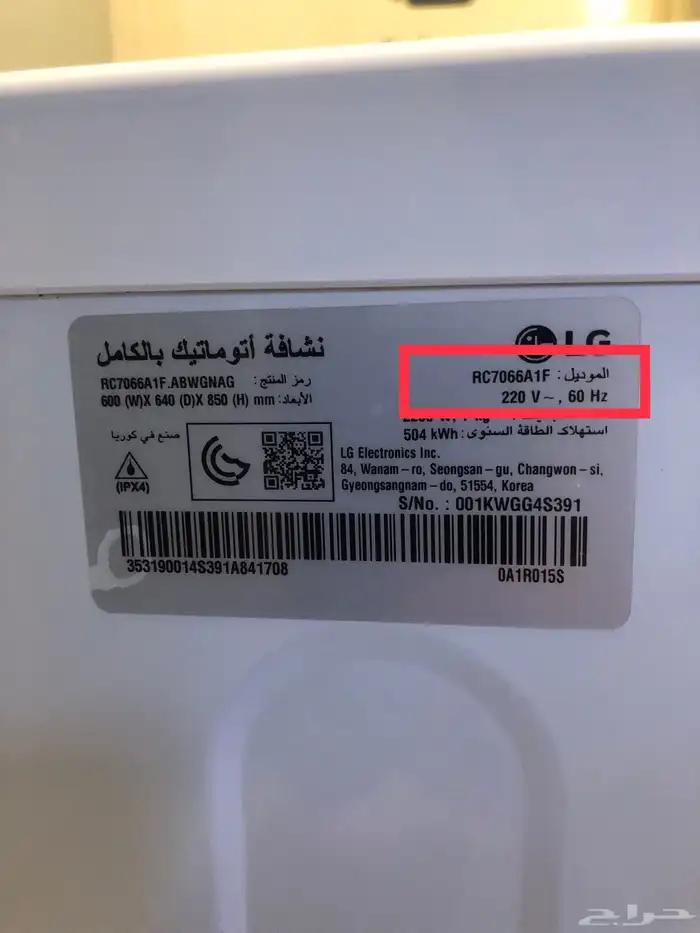 نشافة أتوماتيك بالكامل
LG
رمز المنتج: RC7066A1F.ABWGNAG
الأبعاد: 600 (W)X 640 (D)X 850 (H) mm
الموديل: RC7066A1F
220 V~, 60 Hz
استهلاك الطاقة السنوى: 504 kWh
صنع في كوريا
(IPX4)
LG Electronics Inc.
84, Wanam-ro, Seongsan-gu, Changwon-si,
Gyeongsangnam-do, 51554, Korea
S/No. : 001KWGG4S391
353190014S391A841708
0A1R015S
حراج